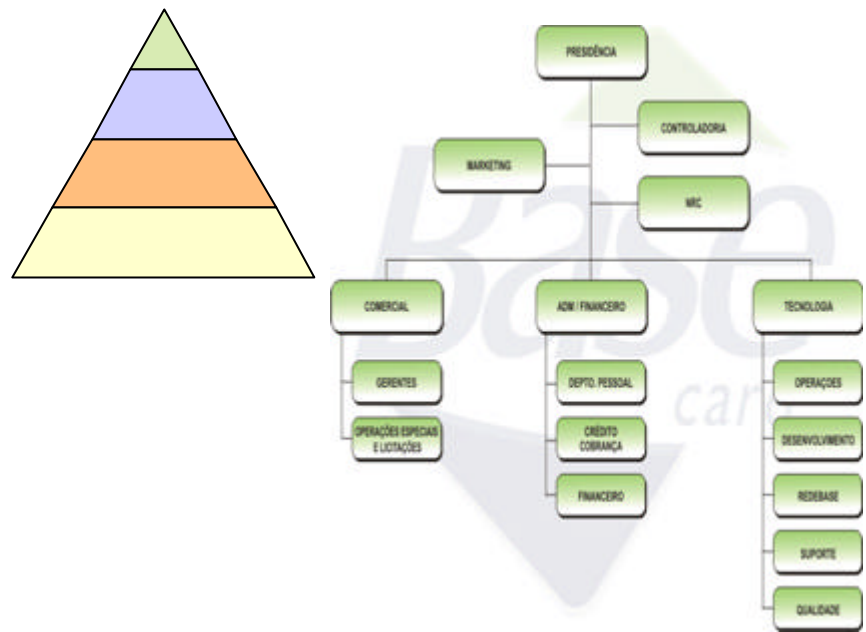 PRESIDÊNCIA
CONTROLADORIA
MARKETING
NRC
COMERCIAL
ADM / FINANCEIRO
TECNOLOGIA
GERENTES
OPERAÇÕES ESPECIAIS
E LICITAÇÕES
DEPTO. PESSOAL
CRÉDITO
COBRANÇA
FINANCEIRO
OPERAÇOES
DESENVOLVIMENTO
REDEBASE
SUPORTE
QUALIDADE
Base
card